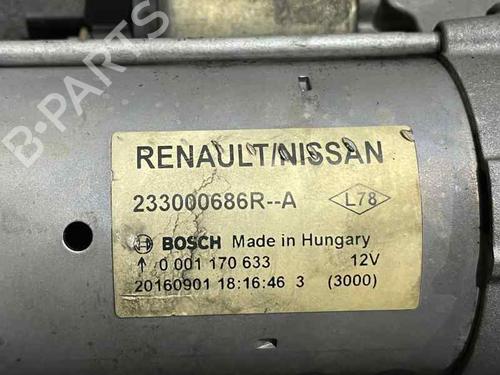 B-PARTS
RENAULT/NISSAN
233000686R--A
L78
BOSCH Made in Hungary
↑ 0 001 170 633 12V
20160901 18:16:46 3 (3000)